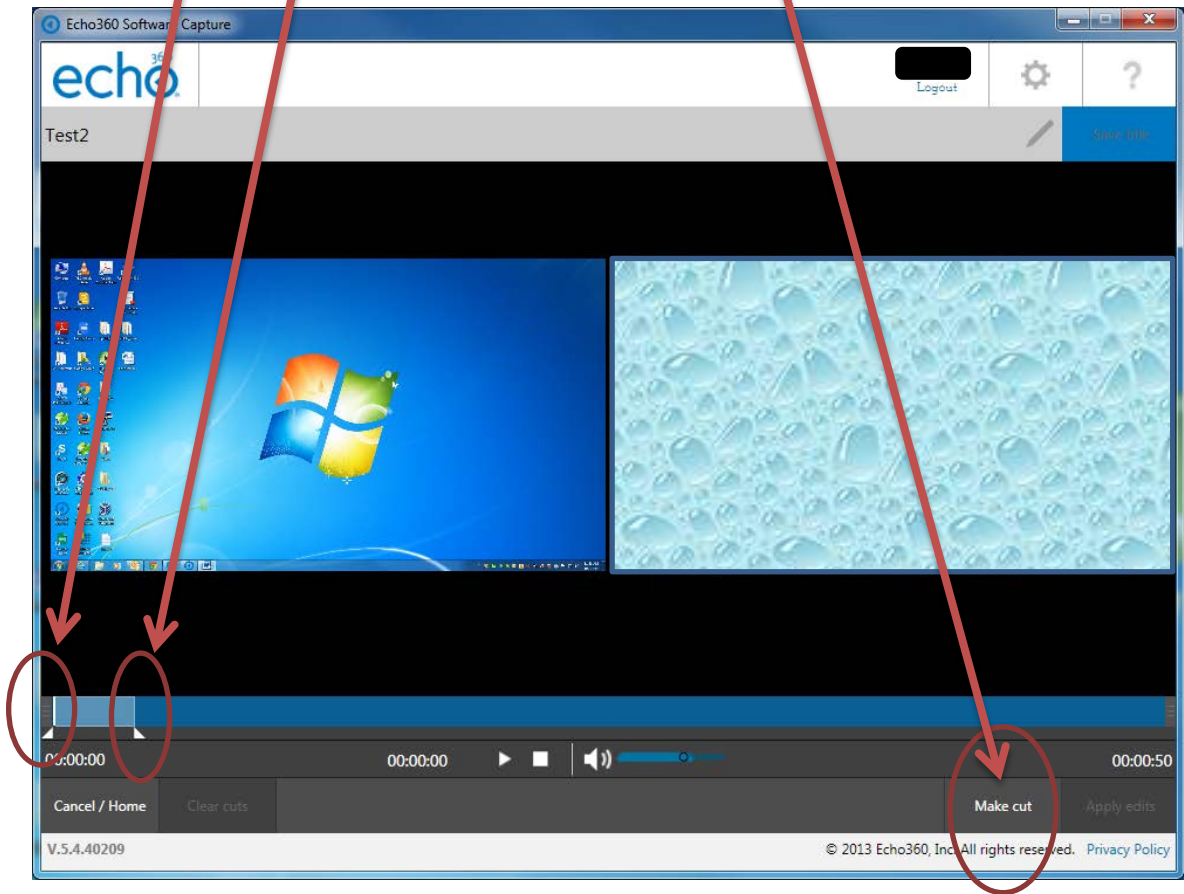 Echo360 Software Capture
echo360
Logout
?
Test2
Save title
00:00:00
00:00:00
00:00:50
Cancel / Home
Clear cuts
Make cut
Apply edits
V.5.4.40209
© 2013 Echo360, Inc. All rights reserved. Privacy Policy